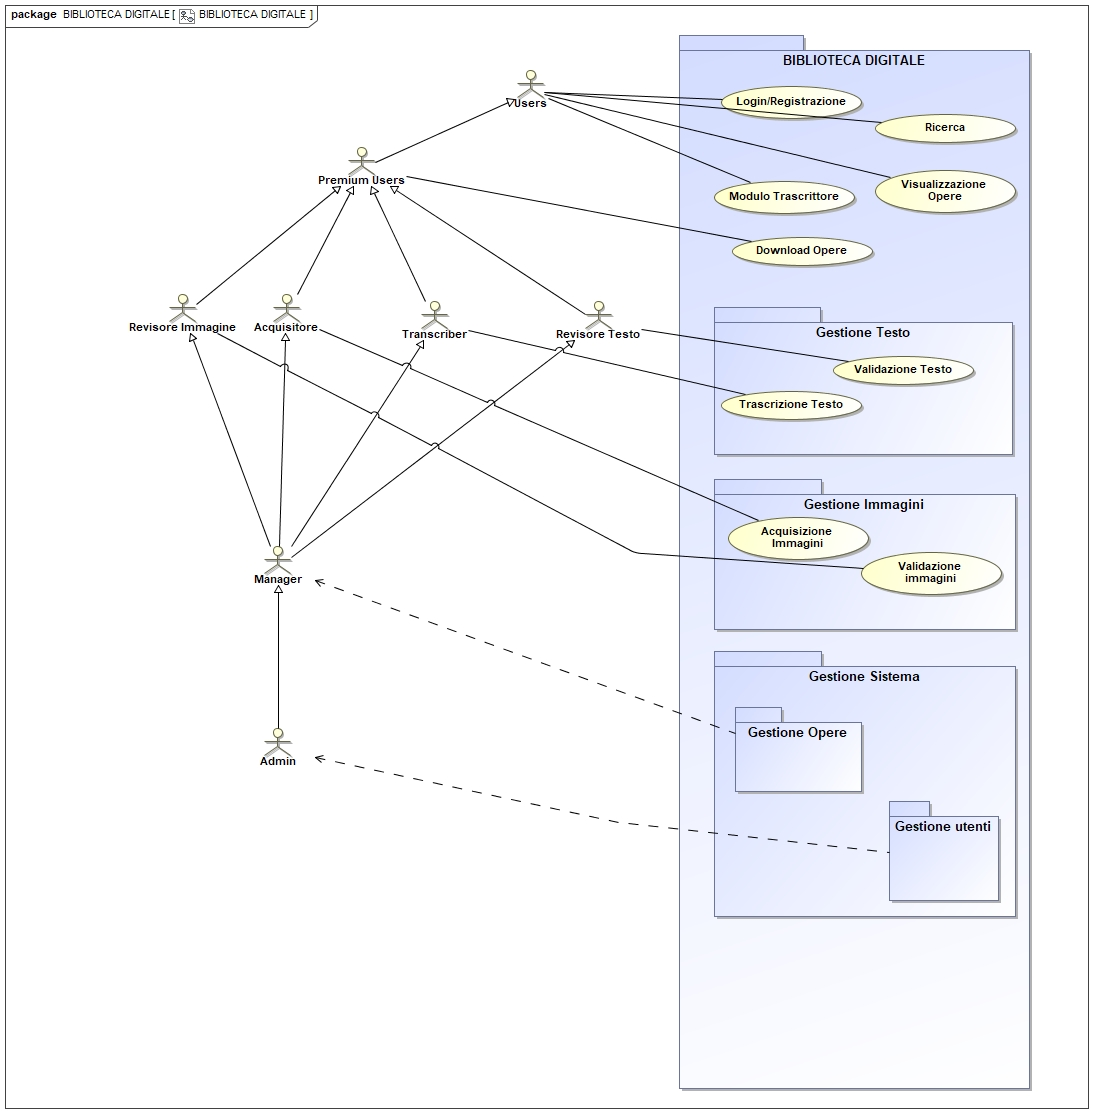 package BIBLIOTECA DIGITALE [ BIBLIOTECA DIGITALE ]
BIBLIOTECA DIGITALE
Users
Login/Registrazione
Ricerca
Premium Users
Modulo Trascrittore
Visualizzazione
Opere
Download Opere
Revisore Immagine
Acquisitore
Transcriber
Revisore Testo
Gestione Testo
Validazione Testo
Trascrizione Testo
Gestione Immagini
Acquisizione
Immagini
Validazione
immagini
Manager
Gestione Sistema
Gestione Opere
Admin
Gestione utenti